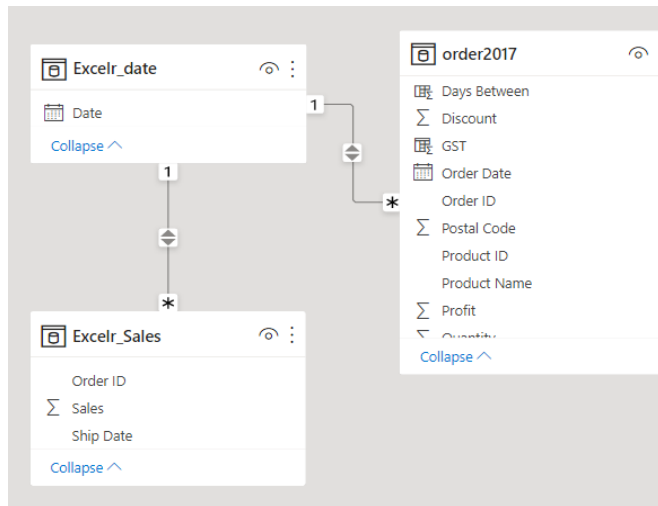 Excelr_date
Date
Collapse
1
1
*
*
Excelr_Sales
Order ID
Σ Sales
Ship Date
Collapse
order2017
Days Between
Σ Discount
GST
Order Date
Order ID
Σ Postal Code
Product ID
Product Name
Σ Profit
Σ Quantity
Collapse